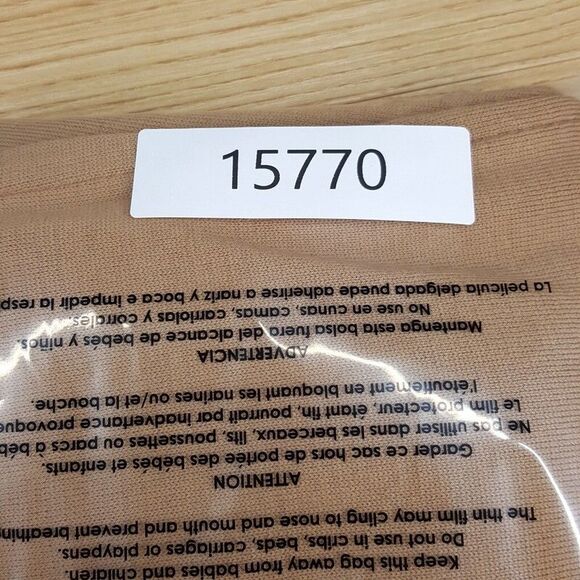 15770
Keep this bag away from babies and children.
Do not use in cribs, beds, carriages or playpens.
The thin film may cling to nose and mouth and prevent breathing
ATTENTION
Garder ce sac hors de portée des bébés et enfants.
Ne pas utiliser dans les berceaux, lits, poussettes ou parcs à béb
Le film protecteur, étant fin, pourrait par inadvertance provoque
l'étouffement en bloquant les narines ou/et la bouche.
ADVERTENCIA
Mantenga esta bolsa fuera del alcance de bebés y niños.
No use en cunas, camas, carriolas y corrales
La película delgada puede adherirse a nariz y boca e impedir la resp